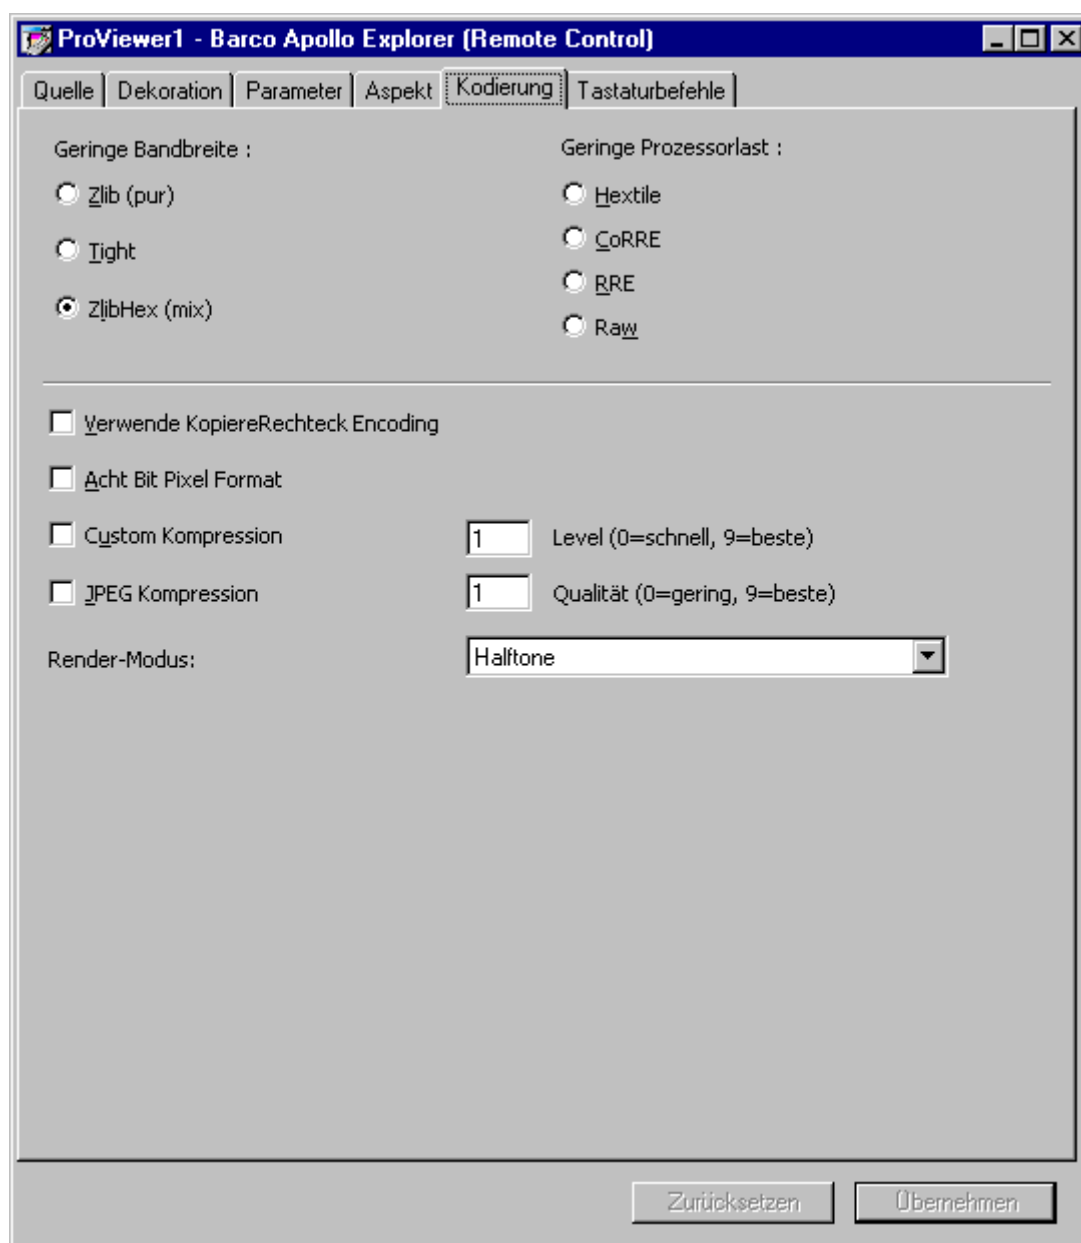 ProViewer1 - Barco Apollo Explorer (Remote Control)
Quelle Dekoration Parameter Aspekt Kodierung Tastaturbefehle
Geringe Bandbreite :
Zlib (pur)
Tight
ZlibHex (mix)
Geringe Prozessorlast :
Hextile
CoRRE
RRE
Raw
Verwende KopiereRechteck Encoding
Acht Bit Pixel Format
Custom Kompression 1 Level (0=schnell, 9=beste)
JPEG Kompression 1 Qualität (0=gering, 9=beste)
Render-Modus: Halftone
Zurücksetzen Übernehmen